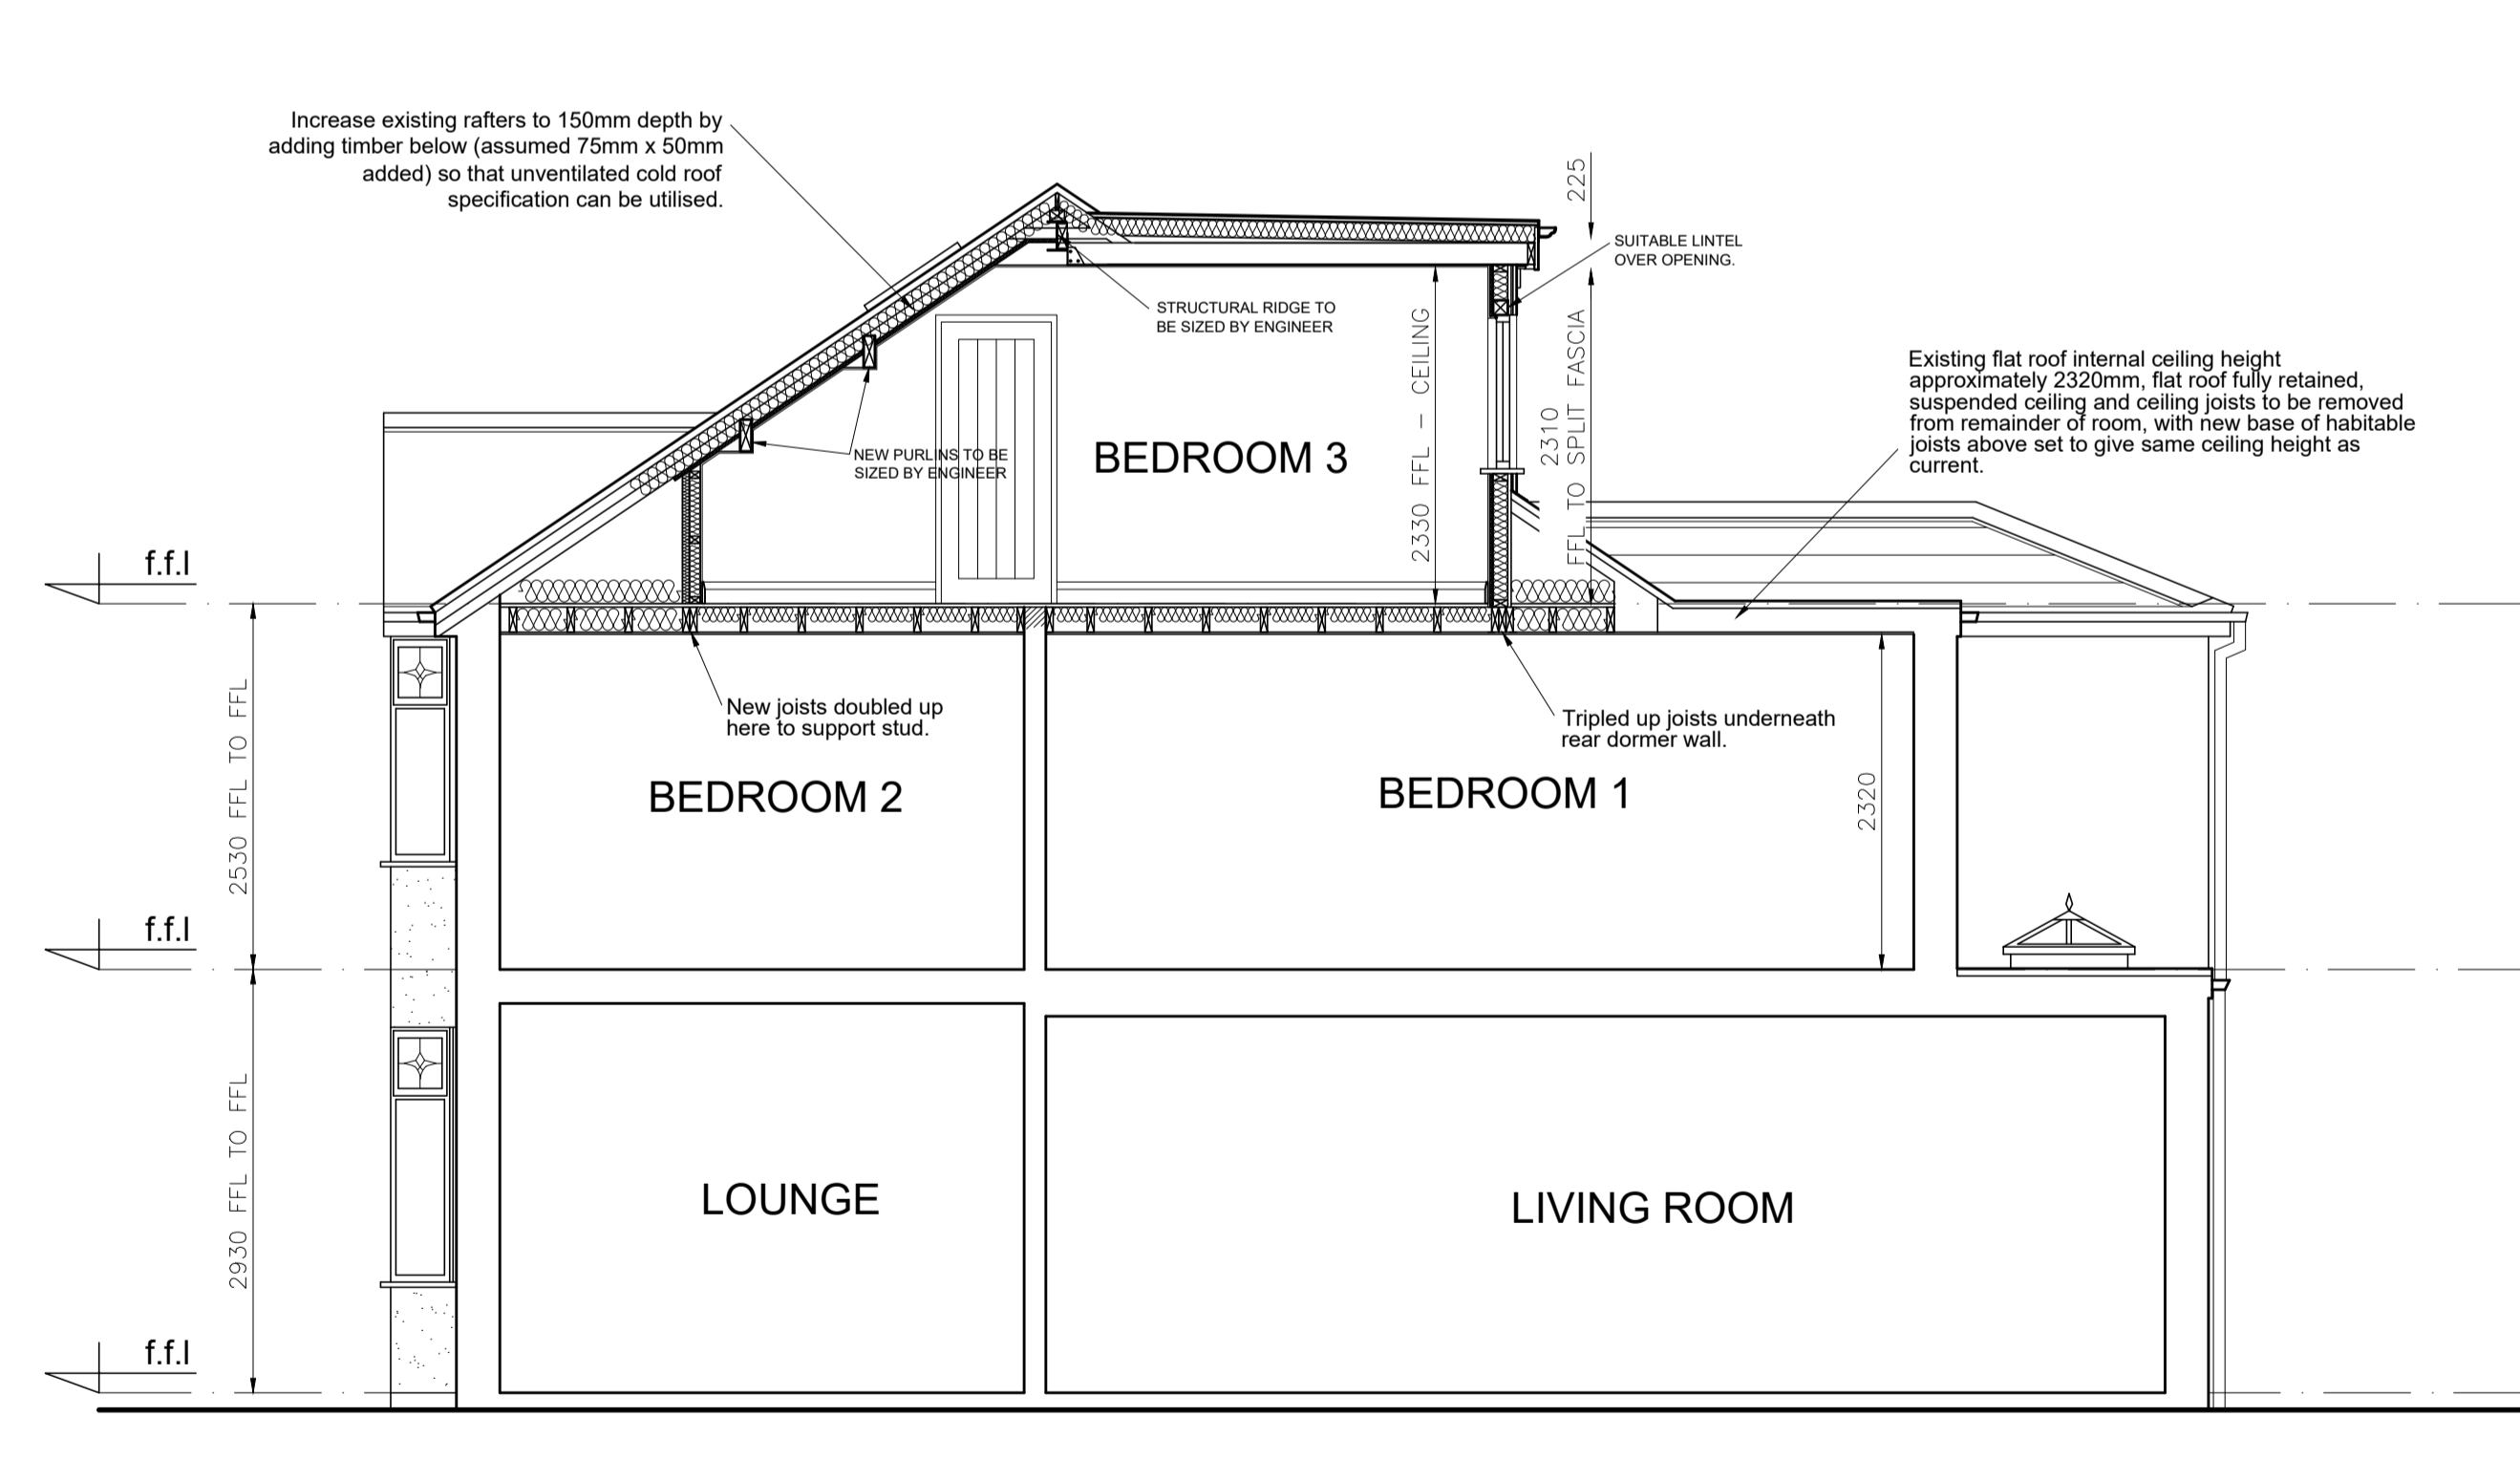 Increase existing rafters to 150mm depth by
adding timber below (assumed 75mm x 50mm
added) so that unventilated cold roof
specification can be utilised.
225
SUITABLE LINTEL
OVER OPENING.
STRUCTURAL RIDGE TO
BE SIZED BY ENGINEER
2330 FFL - CEILING
2310
FFL TO SPLIT FASCIA
Existing flat roof internal ceiling height
approximately 2320mm, flat roof fully retained,
suspended ceiling and ceiling joists to be removed
from remainder of room, with new base of habitable
joists above set to give same ceiling height as
current.
NEW PURLINS TO BE
SIZED BY ENGINEER
BEDROOM 3
f.f.l
2530 FFL TO FFL
New joists doubled up
here to support stud.
Tripled up joists underneath
rear dormer wall.
BEDROOM 2
BEDROOM 1
2320
f.f.l
2930 FFL TO FFL
LOUNGE
LIVING ROOM
f.f.l